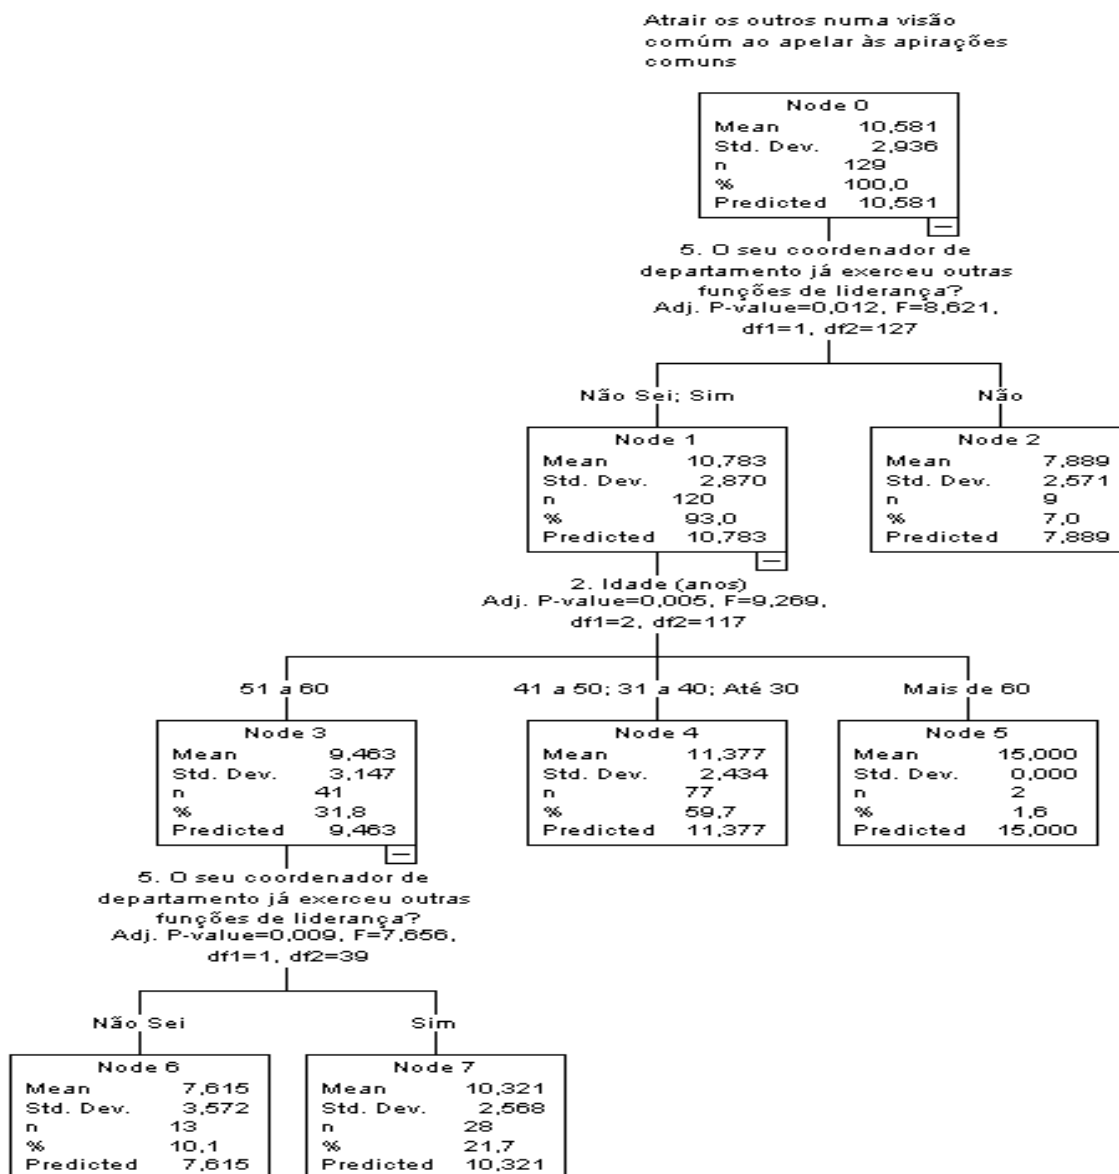 Atrair os outros numa visão
comúm ao apelar às apirações
comuns
Node 0
Mean 10,581
Std. Dev. 2,936
n 129
% 100,0
Predicted 10,581
5. O seu coordenador de
departamento já exerceu outras
funções de liderança?
Adj. P-value=0,012, F=8,621,
df1=1, df2=127
Não Sei; Sim
Não
Node 1
Mean 10,783
Std. Dev. 2,870
n 120
% 93,0
Predicted 10,783
Node 2
Mean 7,889
Std. Dev. 2,571
n 9
% 7,0
Predicted 7,889
2. Idade (anos)
Adj. P-value=0,005, F=9,269,
df1=2, df2=117
51 a 60
41 a 50; 31 a 40; Até 30
Mais de 60
Node 3
Mean 9,463
Std. Dev. 3,147
n 41
% 31,8
Predicted 9,463
Node 4
Mean 11,377
Std. Dev. 2,434
n 77
% 59,7
Predicted 11,377
Node 5
Mean 15,000
Std. Dev. 0,000
n 2
% 1,6
Predicted 15,000
5. O seu coordenador de
departamento já exerceu outras
funções de liderança?
Adj. P-value=0,009, F=7,656,
df1=1, df2=39
Não Sei
Sim
Node 6
Mean 7,615
Std. Dev. 3,572
n 13
% 10,1
Predicted 7,615
Node 7
Mean 10,321
Std. Dev. 2,568
n 28
% 21,7
Predicted 10,321